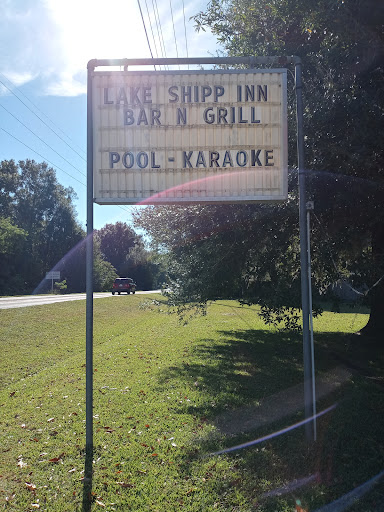 LAKE SHIPP INN
BAR N GRILL
POOL - KARAOKE